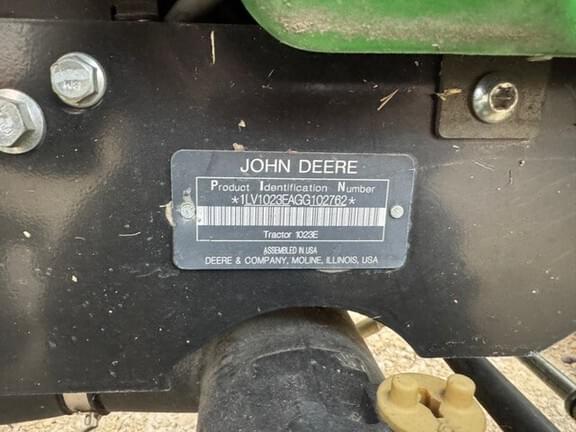 JOHN DEERE
Product Identification Number
*1LV1023EAGG102762*
Tractor 1023E
ASSEMBLED IN USA
DEERE & COMPANY, MOLINE, ILLINOIS, USA